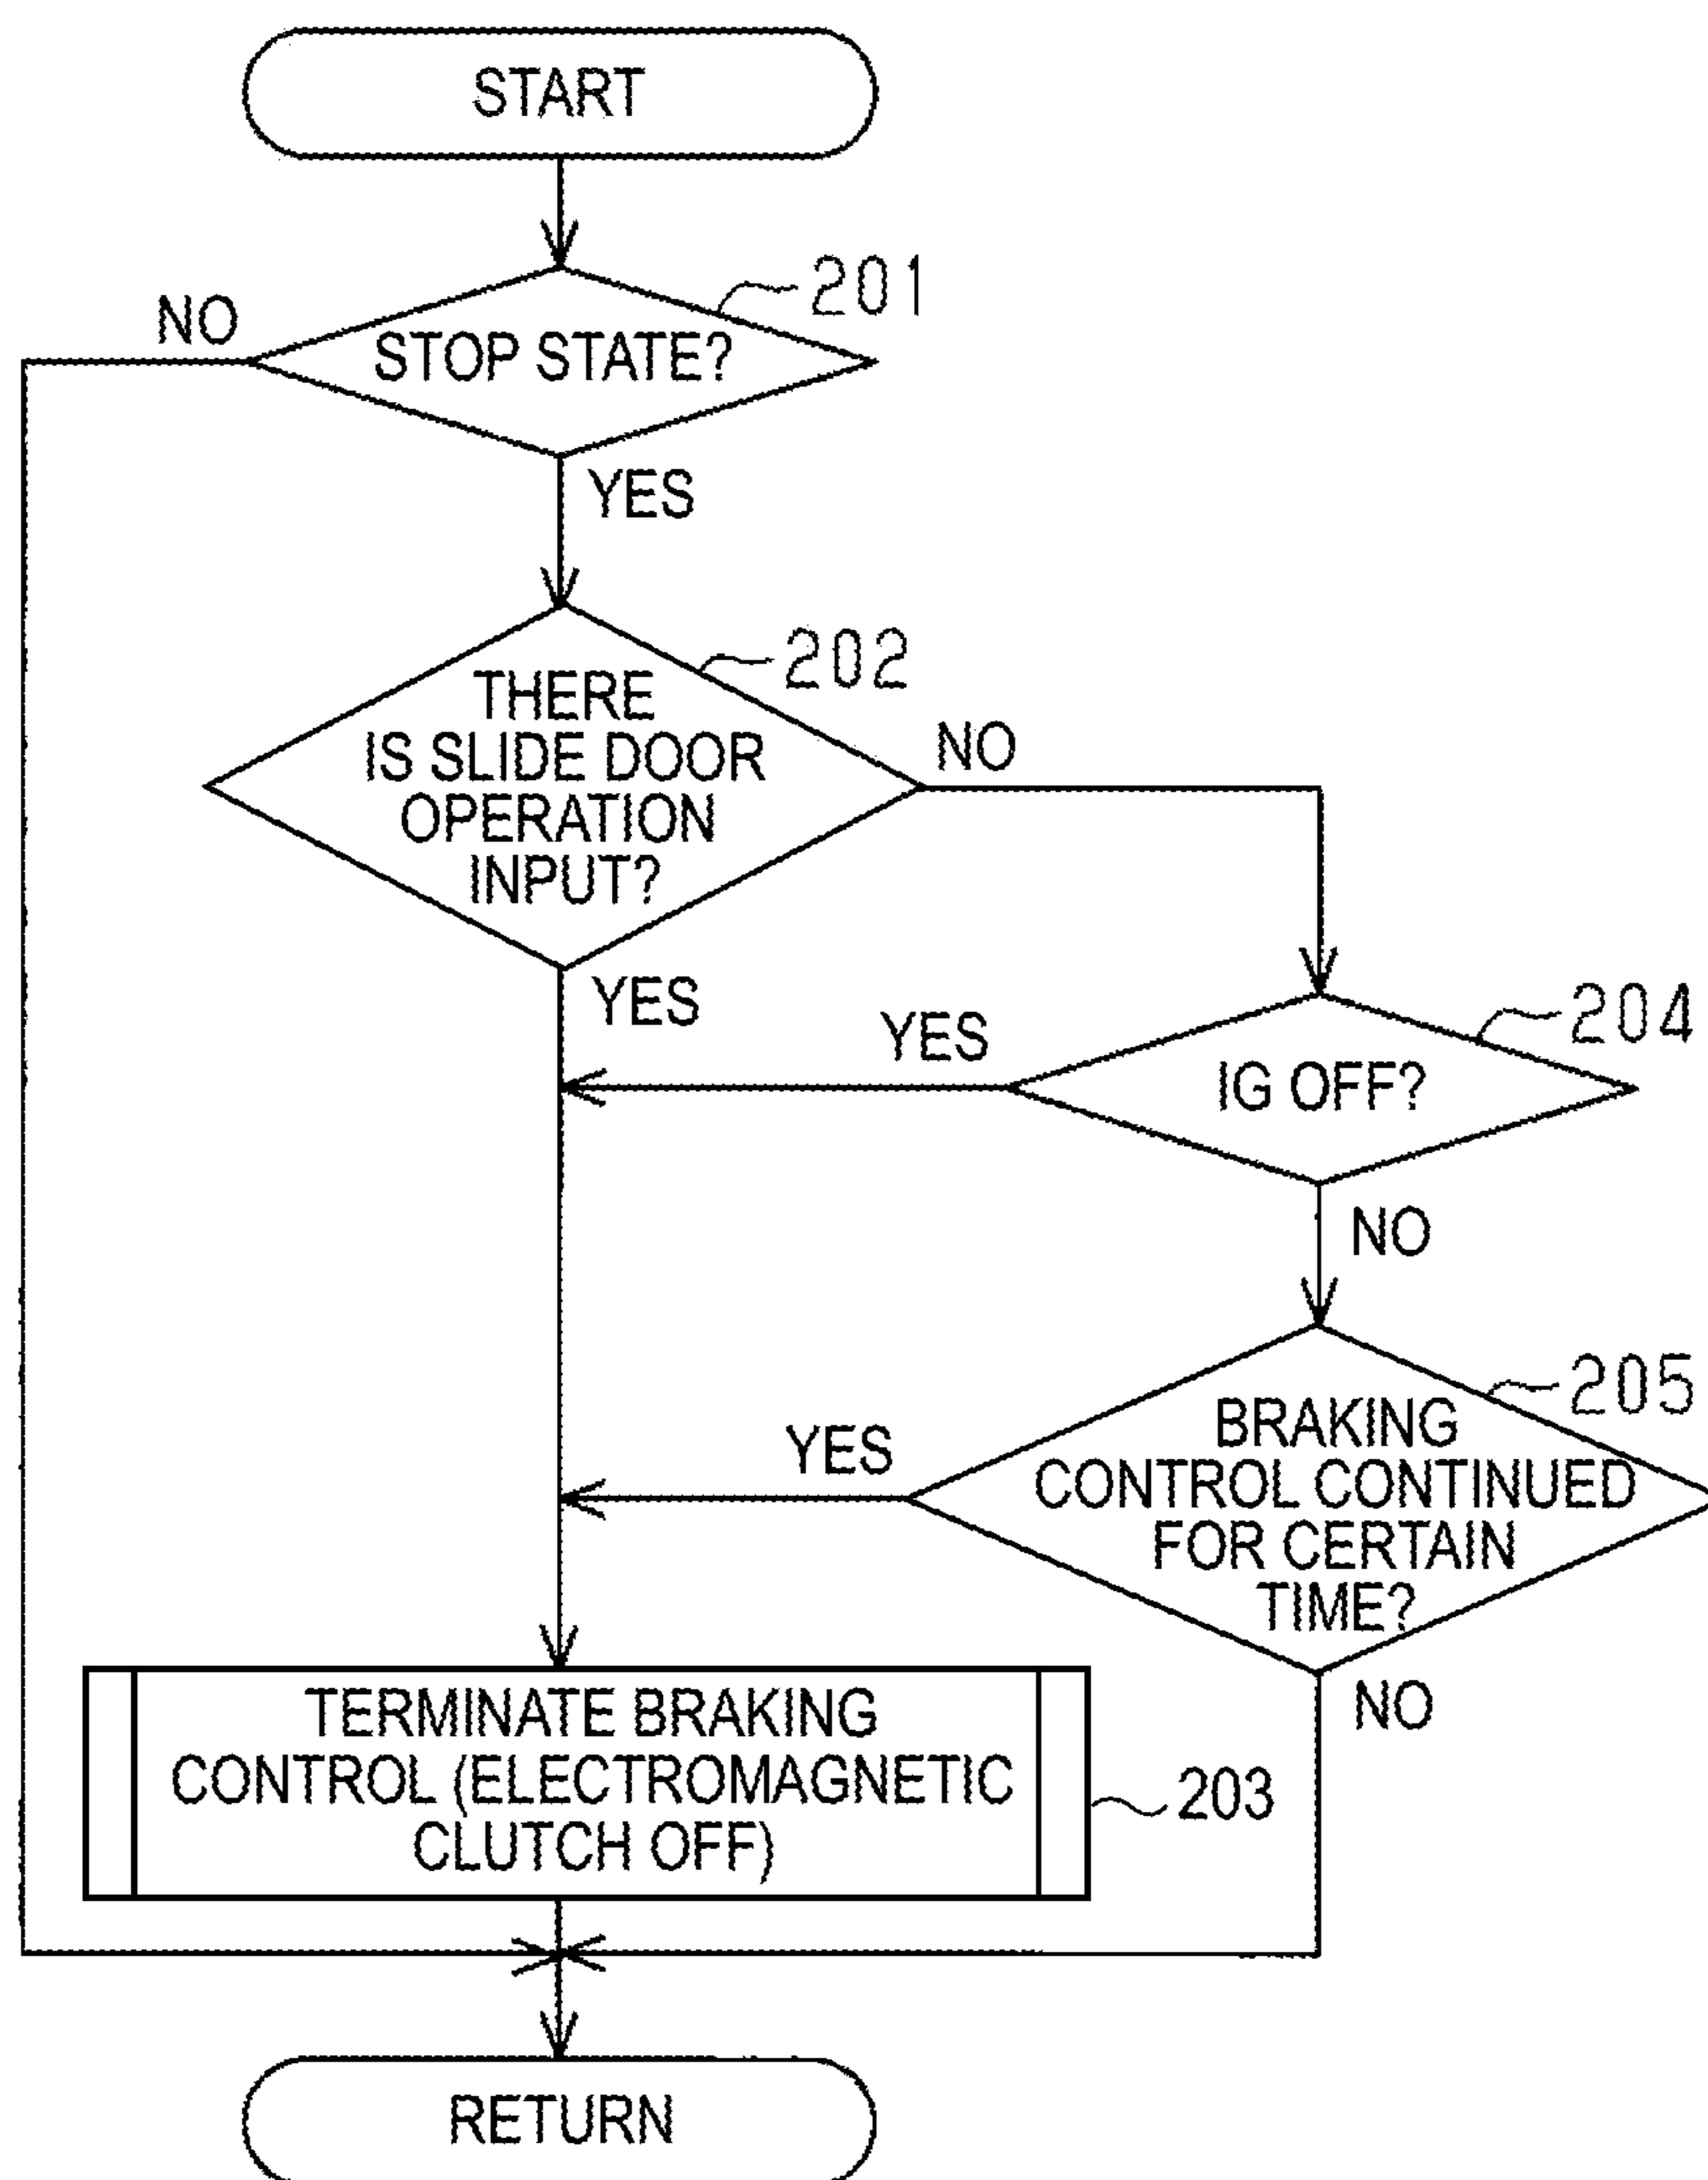 START
201
NO
STOP STATE?
YES
202
THERE
IS SLIDE DOOR
OPERATION
INPUT?
NO
YES
204
YES
IG OFF?
NO
205
YES
BRAKING
CONTROL CONTINUED
FOR CERTAIN
TIME?
NO
TERMINATE BRAKING
CONTROL (ELECTROMAGNETIC
CLUTCH OFF)
203
RETURN